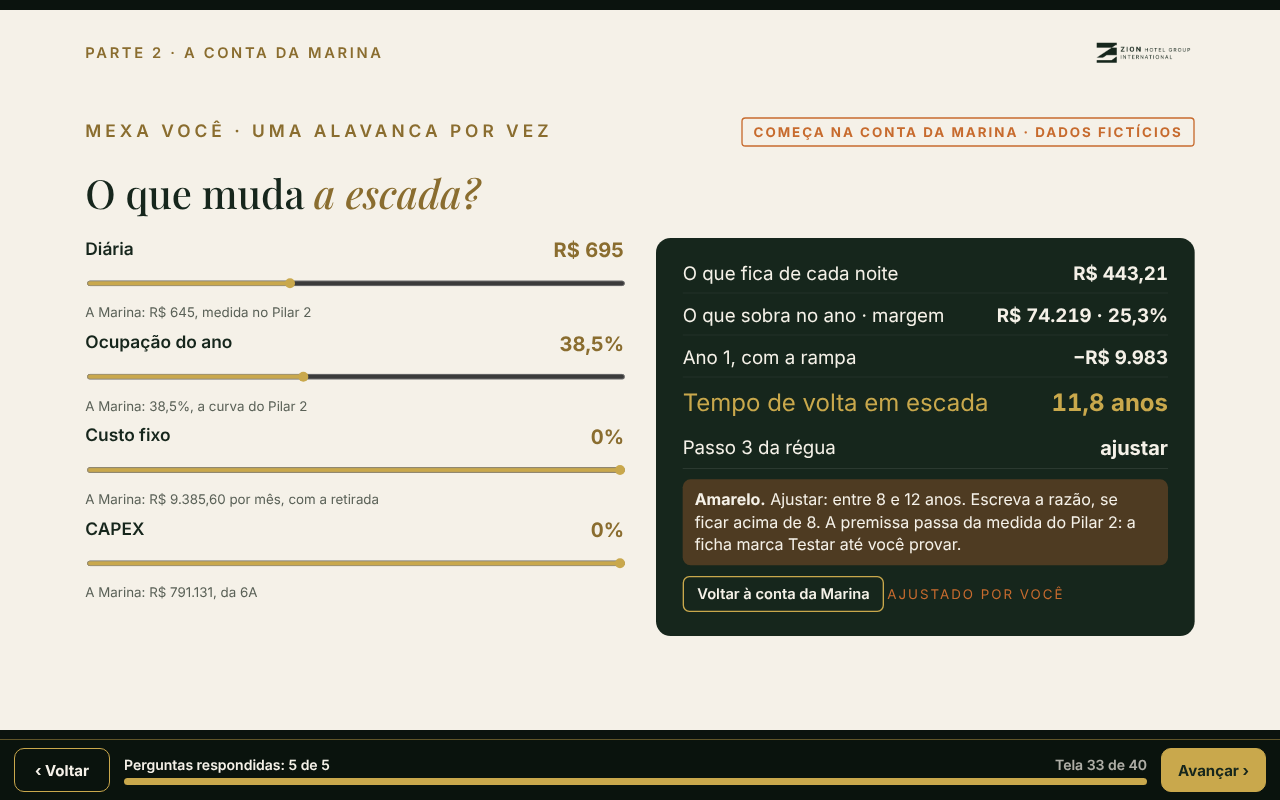 PARTE 2 · A CONTA DA MARINA
ZION HOTEL GROUP
INTERNATIONAL
MEXA VOCÊ · UMA ALAVANCA POR VEZ
COMEÇA NA CONTA DA MARINA · DADOS FICTÍCIOS
O que muda a escada?
Diária
R$ 695
A Marina: R$ 645, medida no Pilar 2
Ocupação do ano
38,5%
A Marina: 38,5%, a curva do Pilar 2
Custo fixo
0%
A Marina: R$ 9.385,60 por mês, com a retirada
CAPEX
0%
A Marina: R$ 791.131, da 6A
O que fica de cada noite
R$ 443,21
O que sobra no ano · margem
R$ 74.219 · 25,3%
Ano 1, com a rampa
−R$ 9.983
Tempo de volta em escada
11,8 anos
Passo 3 da régua
ajustar
Amarelo. Ajustar: entre 8 e 12 anos. Escreva a razão, se
ficar acima de 8. A premissa passa da medida do Pilar 2: a
ficha marca Testar até você provar.
Voltar à conta da Marina
AJUSTADO POR VOCÊ
‹ Voltar
Perguntas respondidas: 5 de 5
Tela 33 de 40
Avançar ›